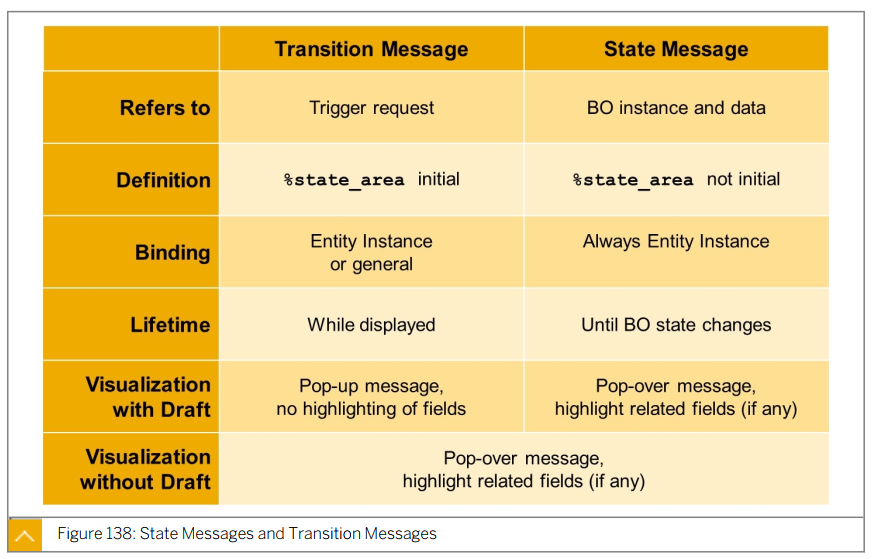 Transition Message State Message
Refers to Trigger request BO instance and data
Definition %state_area initial %state_area not initial
Binding Entity Instance
or general Always Entity Instance
Lifetime While displayed Until BO state changes
Visualization
with Draft Pop-up message,
no highlighting of fields Pop-over message,
highlight related fields (if any)
Visualization
without Draft Pop-over message,
highlight related fields (if any)
Figure 138: State Messages and Transition Messages